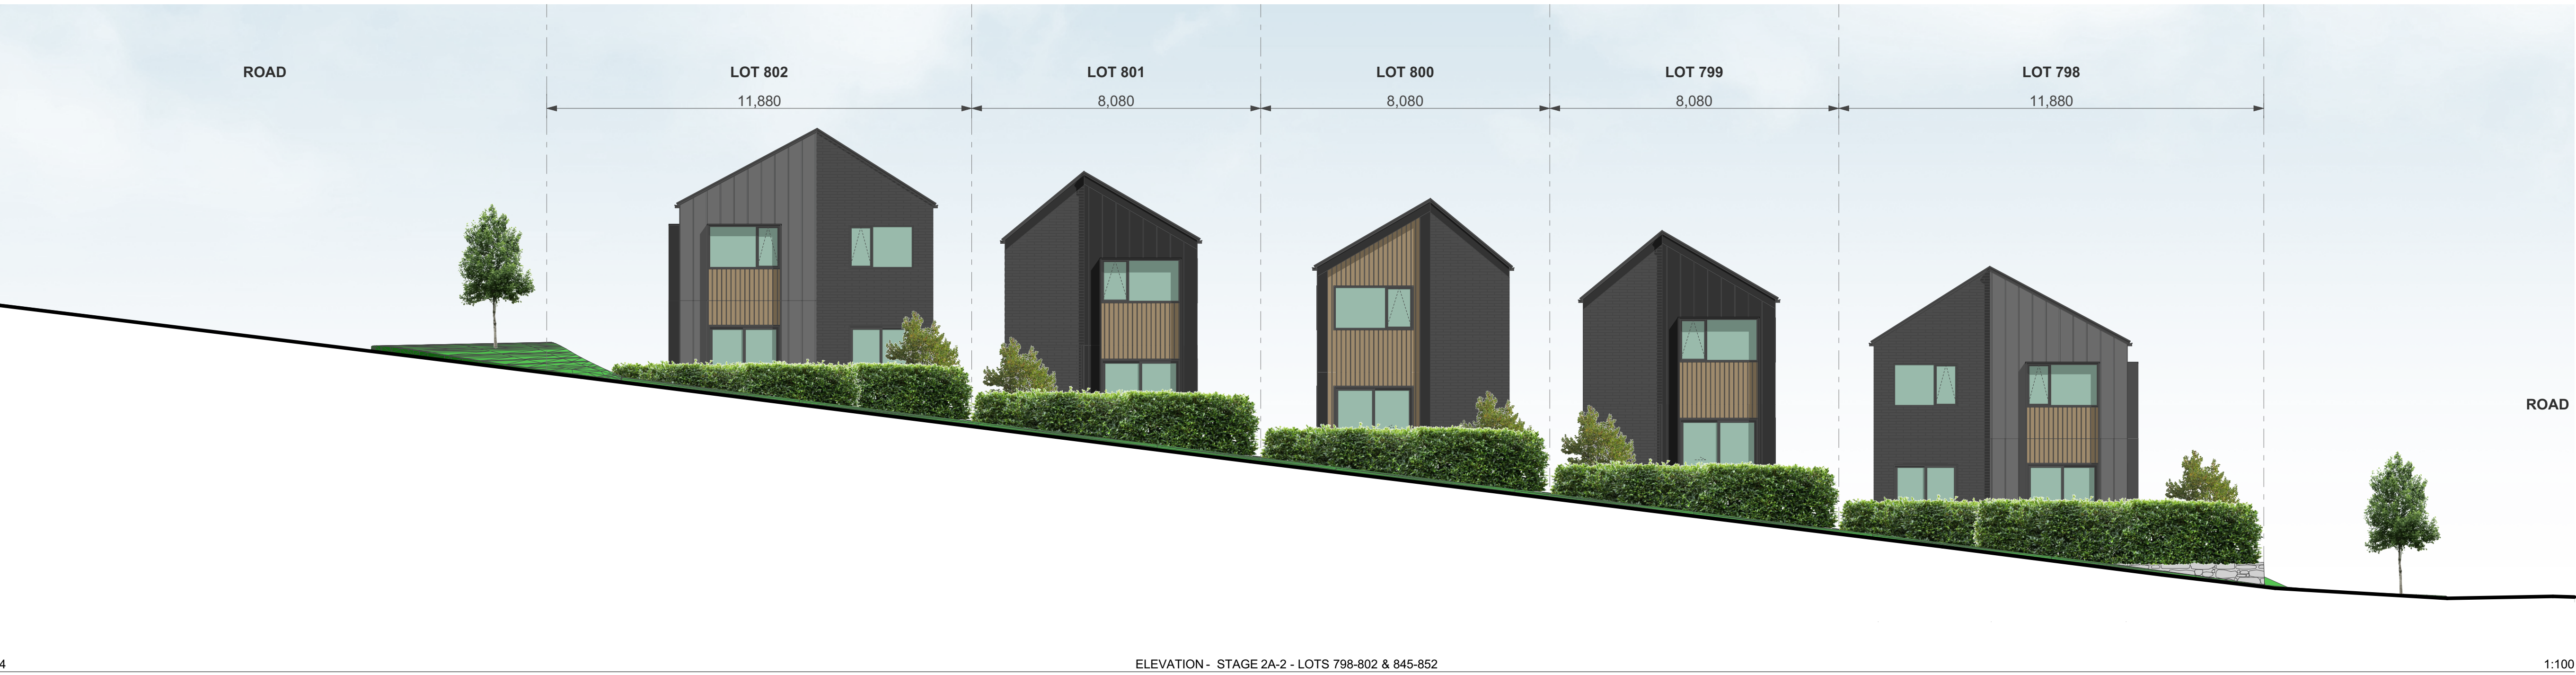 ROAD
LOT 802
LOT 801
LOT 800
LOT 799
LOT 798
11,880
8,080
8,080
8,080
11,880
ROAD
4
ELEVATION - STAGE 2A-2 - LOTS 798-802 & 845-852
1:100